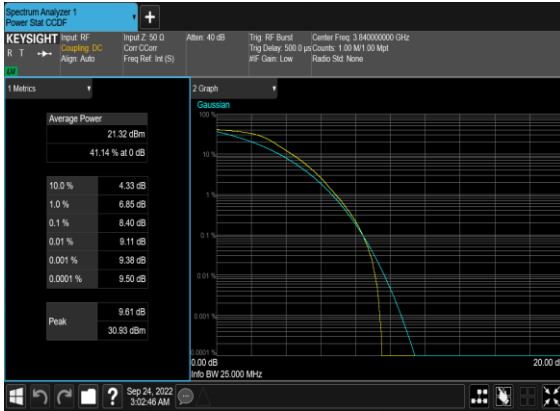 Spectrum Analyzer 1
Power Stat CCDF
+
KEYSIGHT
R T
LXI
Input: RF
Coupling: DC
Align: Auto
Input Z: 50 Ω
Corr CCorr
Freq Ref: Int (S)
Atten: 40 dB
Trig: RF Burst
Trig Delay: 500.0 µs
#IF Gain: Low
Center Freq: 3.840000000 GHz
Counts: 1.00 M/1.00 Mpt
Radio Std: None
1 Metrics
Average Power
21.32 dBm
41.14 % at 0 dB
10.0 % 4.33 dB
1.0 % 6.85 dB
0.1 % 8.40 dB
0.01 % 9.11 dB
0.001 % 9.38 dB
0.0001 % 9.50 dB
Peak
9.61 dB
30.93 dBm
2 Graph
Gaussian
100 %
10 %
1 %
0.1 %
0.01 %
0.001 %
0.0001 %
0.00 dB
20.00 d
Info BW 25.000 MHz
?
Sep 24, 2022
3:02:46 AM